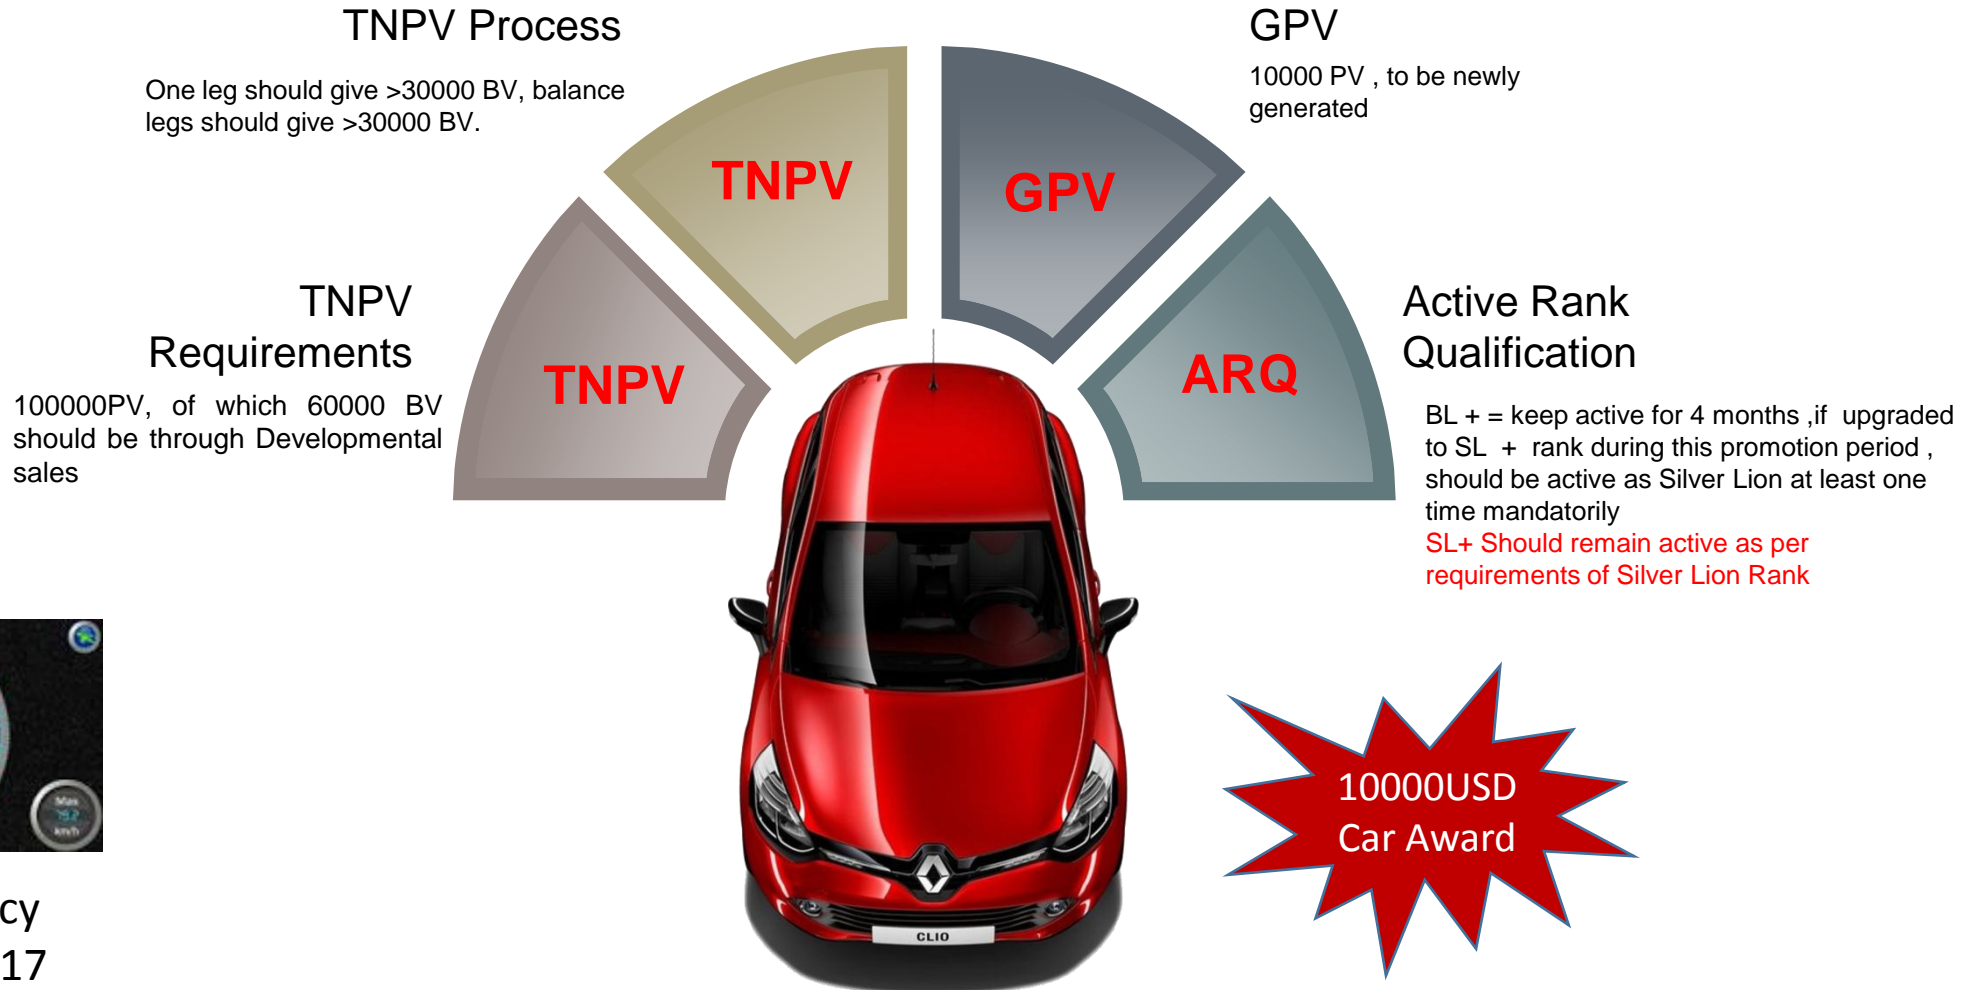 TNPV Process
One leg should give >30000 BV, balance
legs should give >30000 BV.
GPV
10000 PV , to be newly
generated
TNPV
GPV
TNPV
Requirements
100000PV, of which 60000 BV
should be through Developmental
sales
TNPV
ARQ
Active Rank
Qualification
BL + = keep active for 4 months ,if upgraded
to SL + rank during this promotion period ,
should be active as Silver Lion at least one
time mandatorily
SL+ Should remain active as per
requirements of Silver Lion Rank
Max
79.2
km/h
10000USD
Car Award
cy
17
CLIO